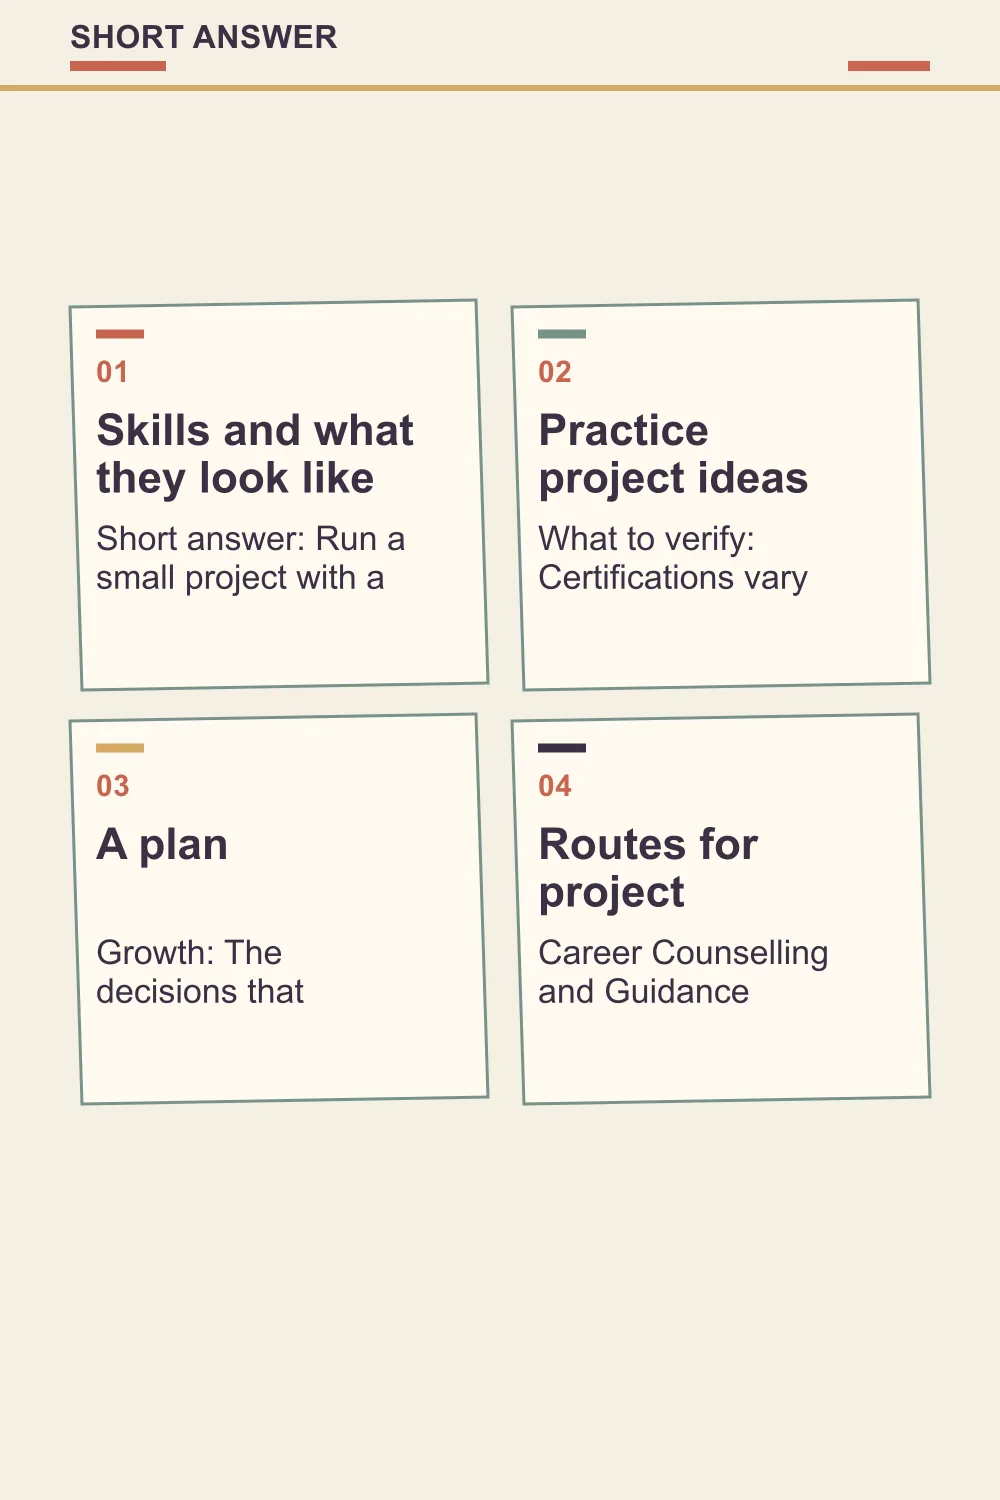 SHORT ANSWER
01
Skills and what
they look like
Short answer: Run a
small project with a
02
Practice
project ideas
What to verify:
Certifications vary
03
A plan
Growth: The
decisions that
04
Routes for
project
Career Counselling
and Guidance